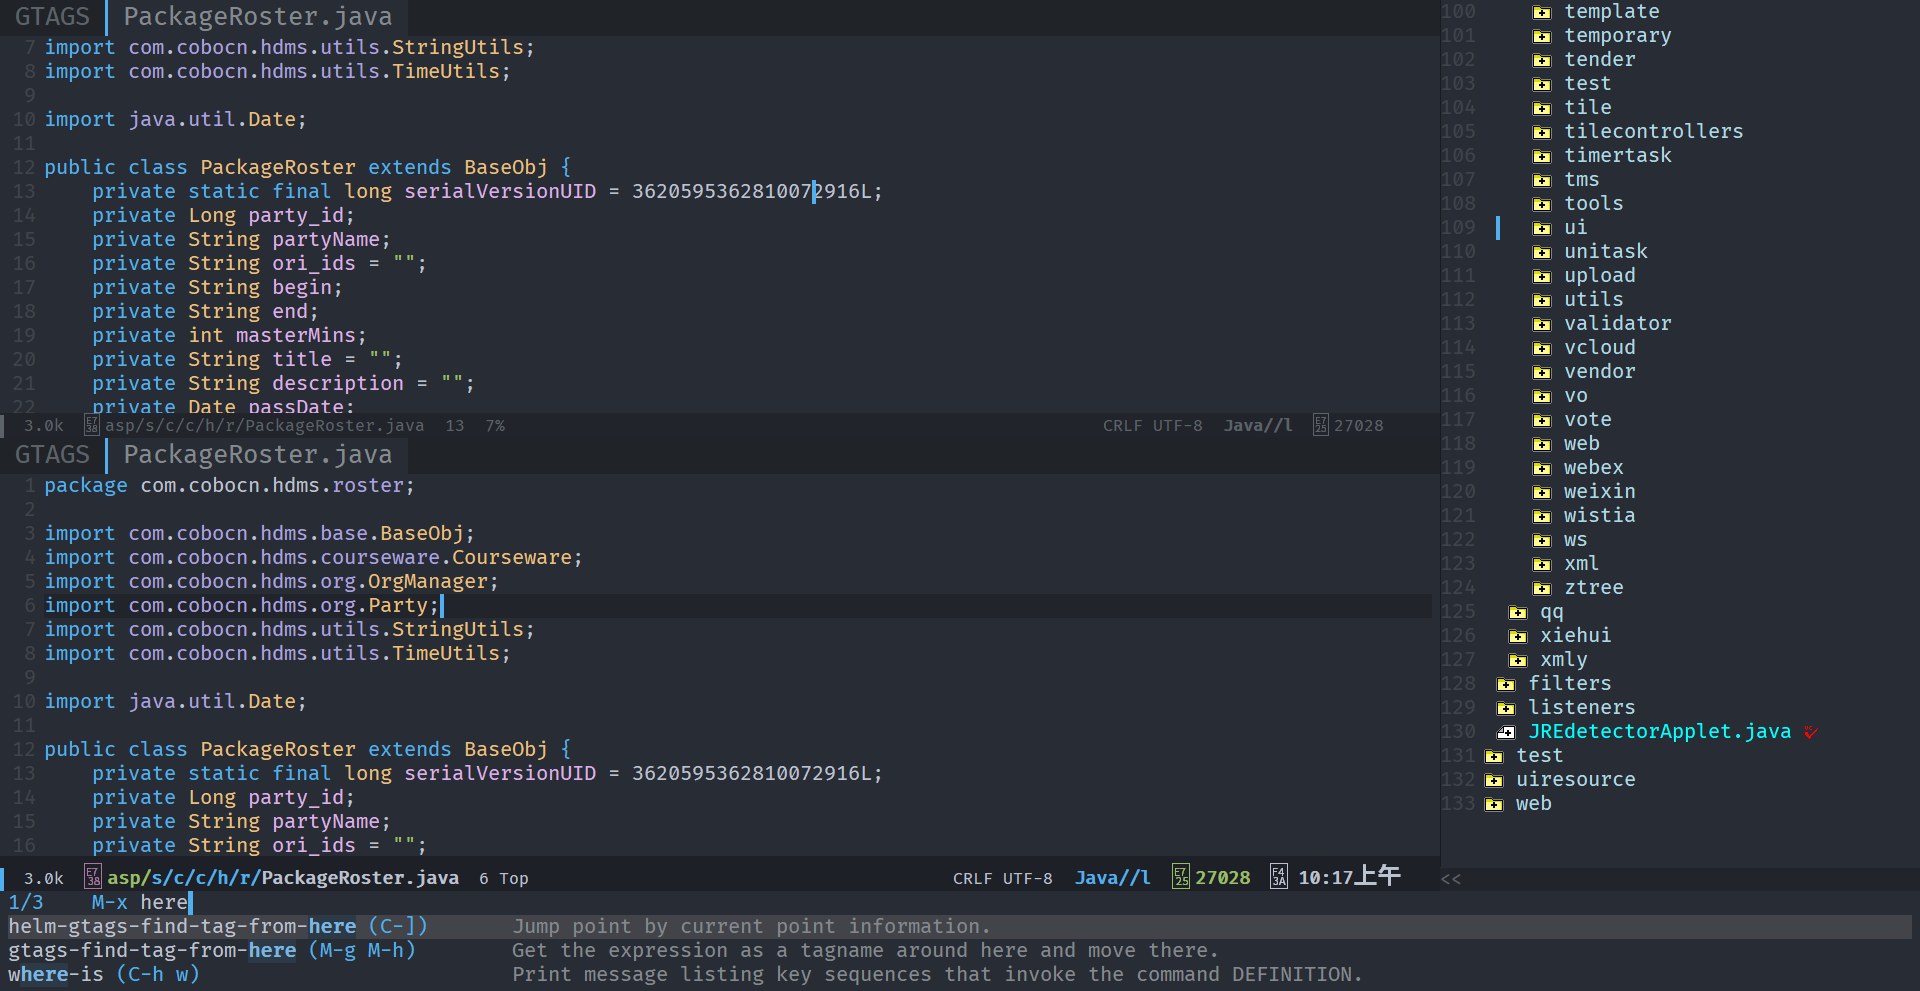 GTAGS PackageRoster.java
7 import com.cobocn.hdms.utils.StringUtils;
8 import com.cobocn.hdms.utils.TimeUtils;
9
10 import java.util.Date;
11
12 public class PackageRoster extends BaseObj {
13     private static final long serialVersionUID = 3620595362810072916L;
14     private Long party_id;
15     private String partyName;
16     private String ori_ids = "";
17     private String begin;
18     private String end;
19     private int masterMins;
20     private String title = "";
21     private String description = "";
22     private Date passDate;
3.0k E738 asp/s/c/c/h/r/PackageRoster.java 13 7% CRLF UTF-8 Java//l E725 27028
GTAGS PackageRoster.java
1 package com.cobocn.hdms.roster;
2
3 import com.cobocn.hdms.base.BaseObj;
4 import com.cobocn.hdms.courseware.Courseware;
5 import com.cobocn.hdms.org.OrgManager;
6 import com.cobocn.hdms.org.Party;
7 import com.cobocn.hdms.utils.StringUtils;
8 import com.cobocn.hdms.utils.TimeUtils;
9
10 import java.util.Date;
11
12 public class PackageRoster extends BaseObj {
13     private static final long serialVersionUID = 3620595362810072916L;
14     private Long party_id;
15     private String partyName;
16     private String ori_ids = "";
3.0k E738 asp/s/c/c/h/r/PackageRoster.java 6 Top CRLF UTF-8 Java//l E725 27028 F43A 10:17上午
100 template
101 temporary
102 tender
103 test
104 tile
105 tilecontrollers
106 timertask
107 tms
108 tools
109 ui
110 unitask
111 upload
112 utils
113 validator
114 vcloud
115 vendor
116 vo
117 vote
118 web
119 webex
120 weixin
121 wistia
122 ws
123 xml
124 ztree
125 qq
126 xiehui
127 xmly
128 filters
129 listeners
130 JREdetectorApplet.java
131 test
132 uiresource
133 web
<<
1/3 M-x here
helm-gtags-find-tag-from-here (C-]) Jump point by current point information.
gtags-find-tag-from-here (M-g M-h) Get the expression as a tagname around here and move there.
where-is (C-h w) Print message listing key sequences that invoke the command DEFINITION.